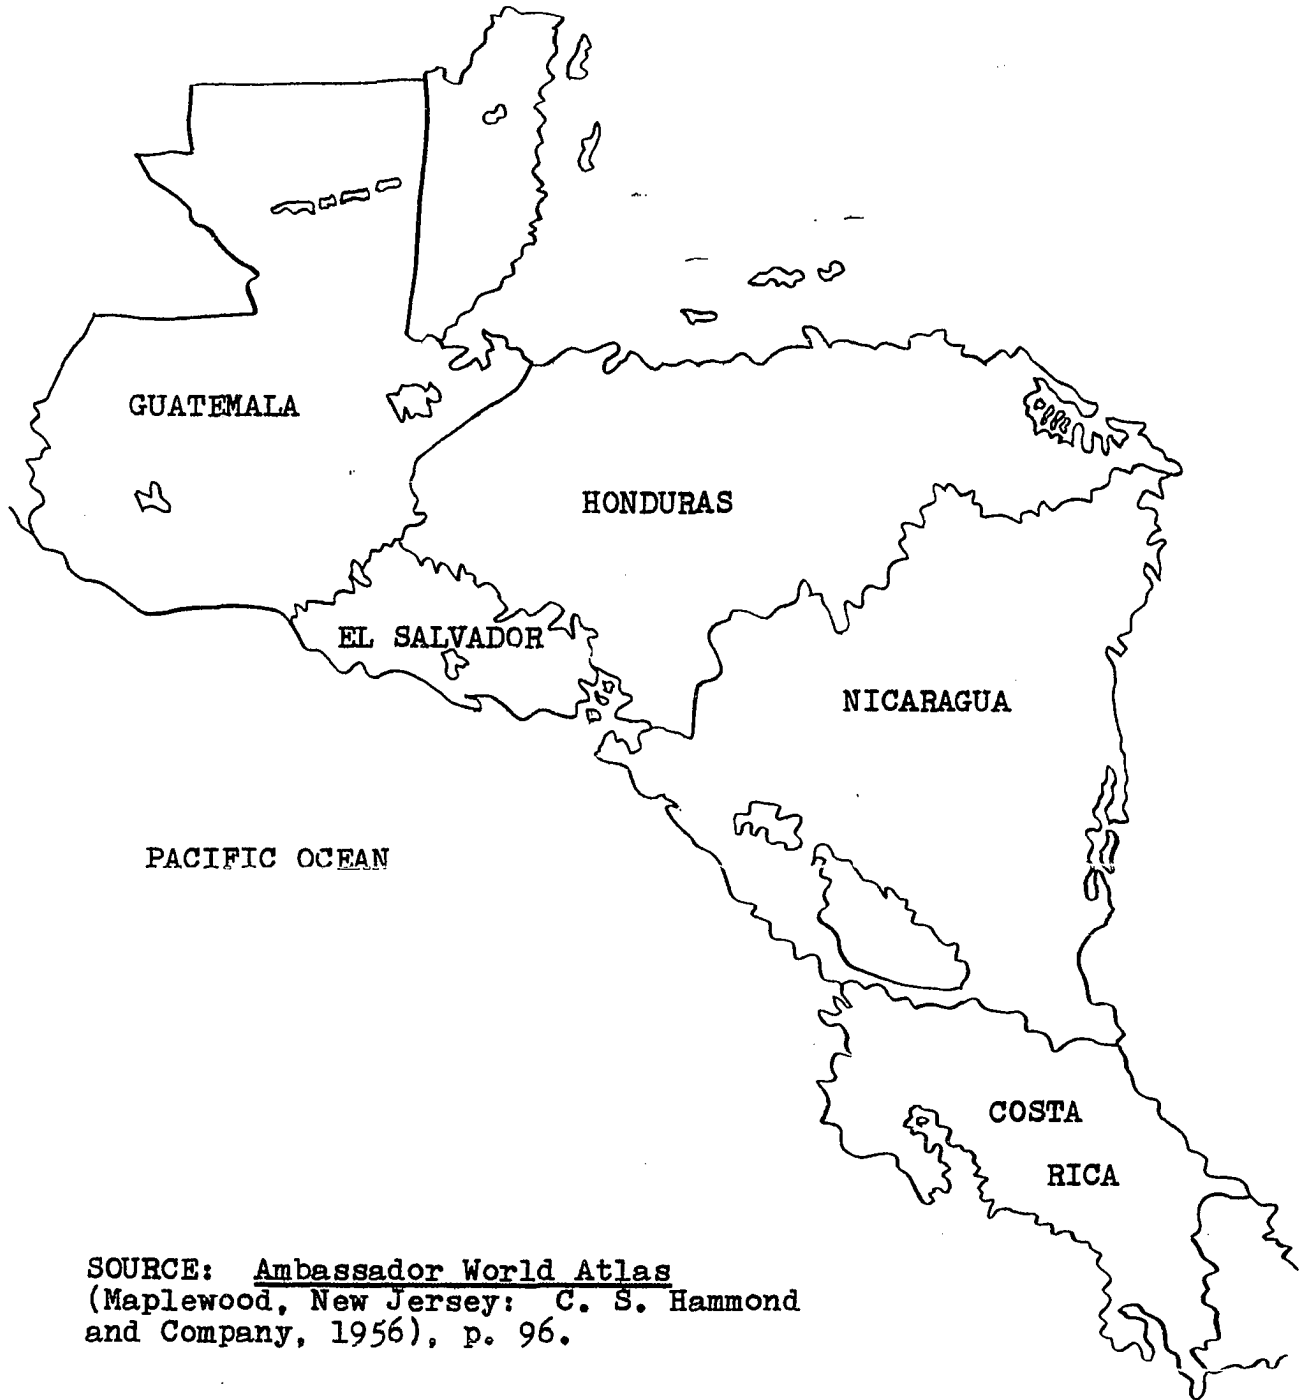 GUATEMALA
HONDURAS
EL SALVADOR
NICARAGUA
PACIFIC OCEAN
COSTA
RICA
SOURCE: Ambassador World Atlas
(Maplewood, New Jersey: C. S. Hammond
and Company, 1956), p. 96.